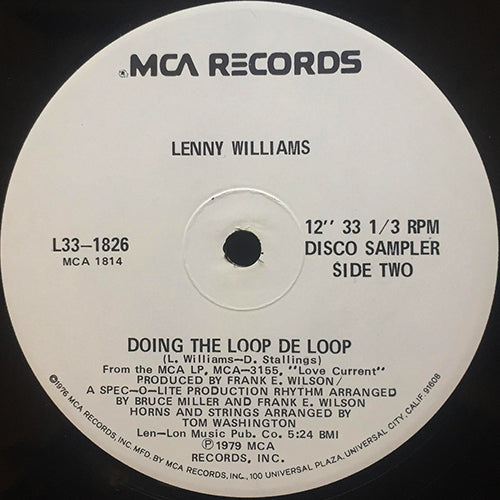 MCA RECORDS
LENNY WILLIAMS
L33-1826
MCA 1814
12" 33 1/3 RPM
DISCO SAMPLER
SIDE TWO
DOING THE LOOP DE LOOP
(L. Williams-D. Stallings)
From the MCA LP, MCA-3155, "Love Current"
PRODUCED BY FRANK E. WILSON/
A SPEC-O-LITE PRODUCTION RHYTHM ARRANGED
BY BRUCE MILLER AND FRANK E. WILSON
HORNS AND STRINGS ARRANGED BY
TOM WASHINGTON
Len-Lon Music Pub. Co. 5:24 BMI
Ⓟ1979 MCA
RECORDS, INC.
©1976 MCA RECORDS, INC. MFG. BY MCA RECORDS, INC., 100 UNIVERSAL PLAZA, UNIVERSAL CITY, CALIF. 91608